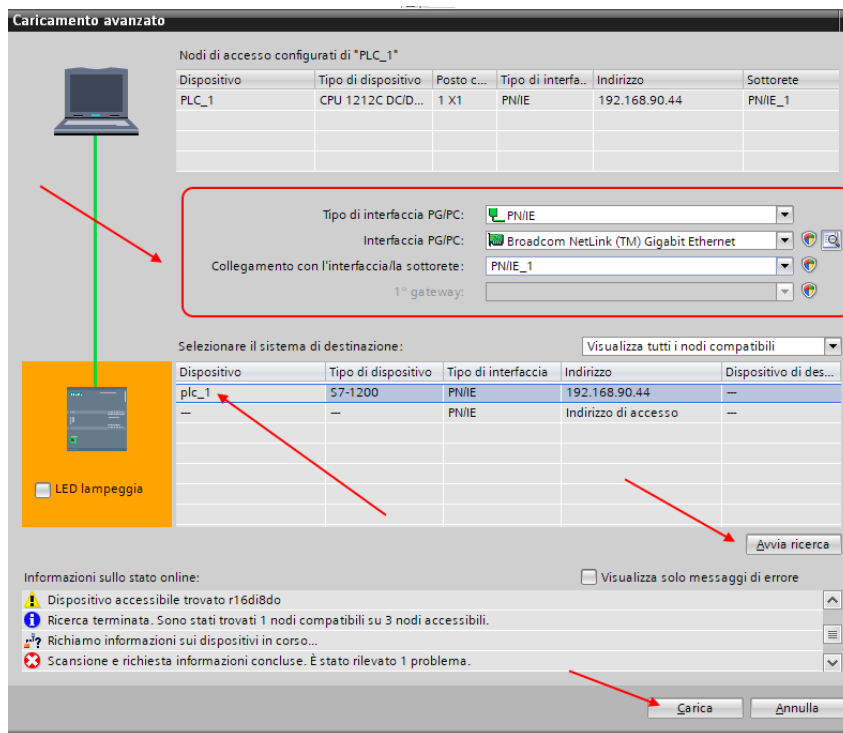 Caricamento avanzato
Nodi di accesso configurati di "PLC_1"
Dispositivo Tipo di dispositivo Posto c... Tipo di interfa.. Indirizzo Sottorete
PLC_1 CPU 1212C DC/D... 1 X1 PN/IE 192.168.90.44 PN/IE_1
Tipo di interfaccia PG/PC: PN/IE
Interfaccia PG/PC: Broadcom NetLink (TM) Gigabit Ethernet
Collegamento con l'interfaccia/la sottorete: PN/IE_1
1° gateway:
Selezionare il sistema di destinazione: Visualizza tutti i nodi compatibili
Dispositivo Tipo di dispositivo Tipo di interfaccia Indirizzo Dispositivo di des...
plc_1 S7-1200 PN/IE 192.168.90.44 —
— — PN/IE Indirizzo di accesso —
LED lampeggia
Avvia ricerca
Informazioni sullo stato online: Visualizza solo messaggi di errore
Dispositivo accessibile trovato r16di8do
Ricerca terminata. Sono stati trovati 1 nodi compatibili su 3 nodi accessibili.
Richiamo informazioni sui dispositivi in corso...
Scansione e richiesta informazioni concluse. È stato rilevato 1 problema.
Carica Annulla